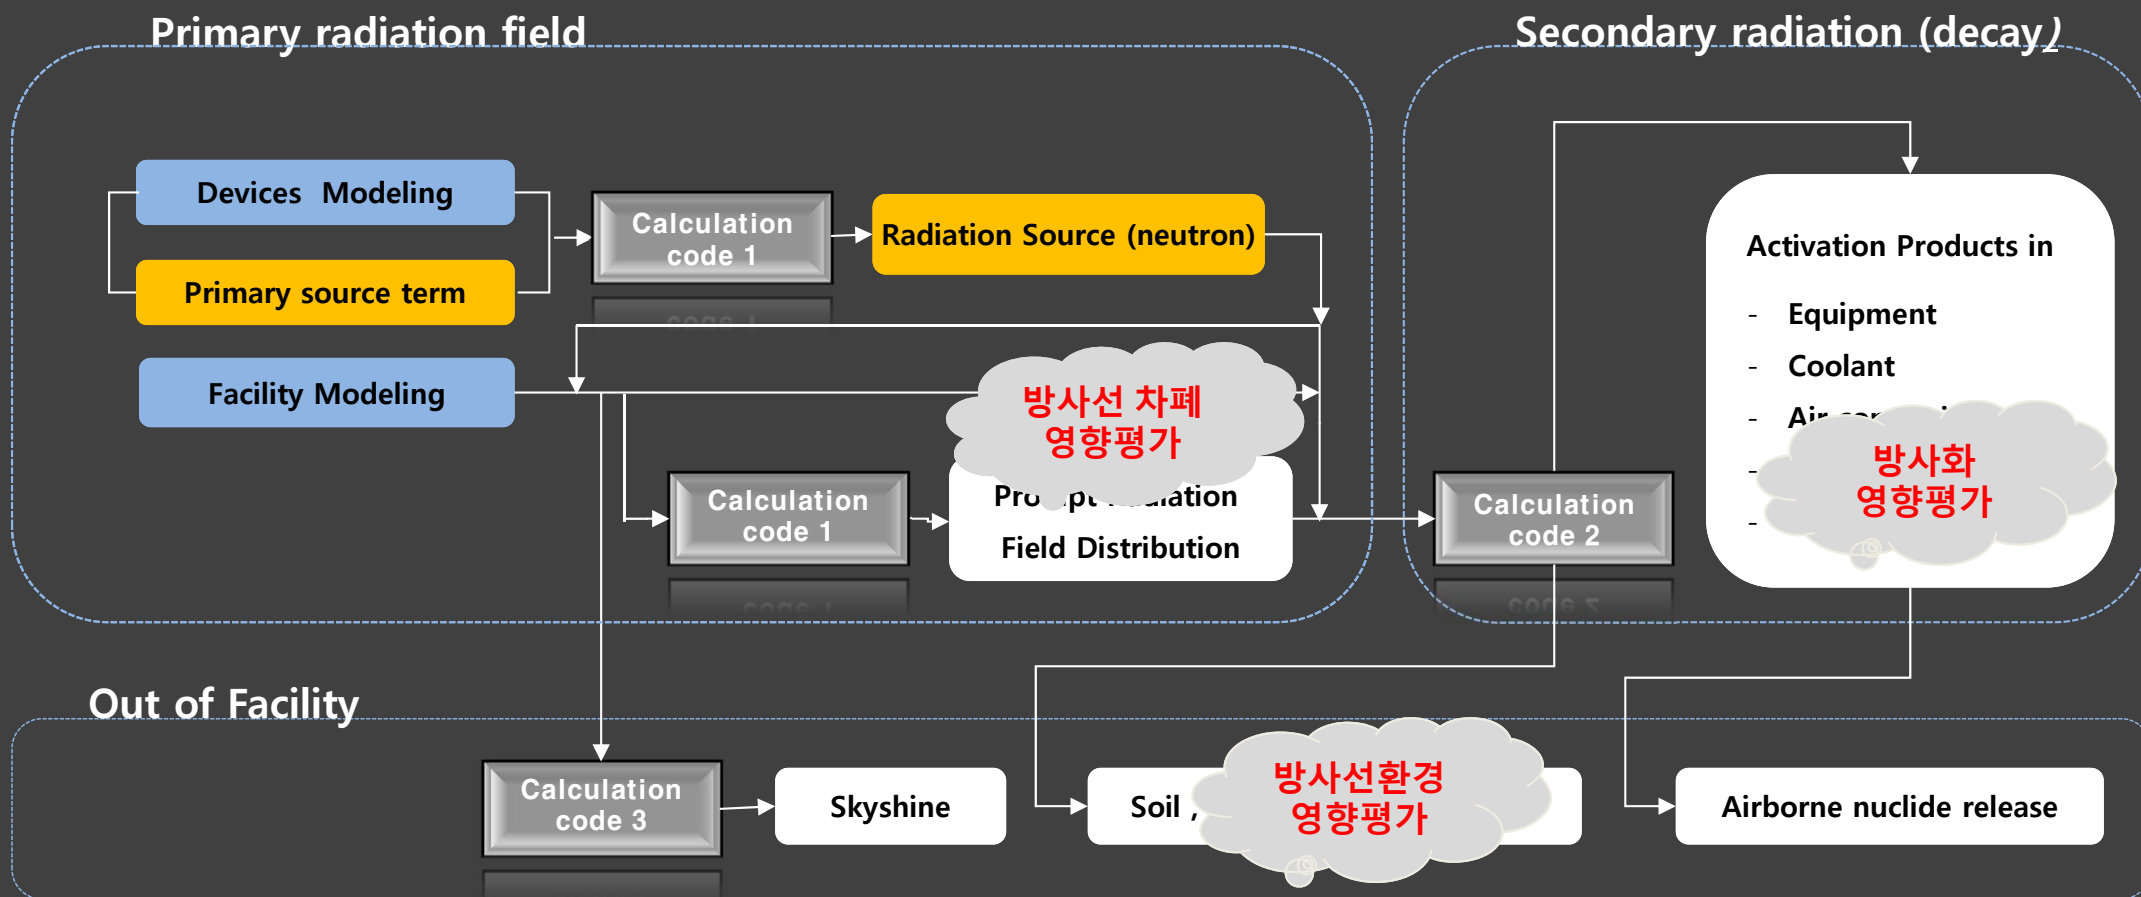 Primary radiation field
Secondary radiation (decay)
Devices Modeling
Primary source term
Facility Modeling
Calculation
code 1
Radiation Source (neutron)
방사선 차폐
영향평가
Calculation
code 1
Field Distribution
Calculation
code 2
Activation Products in
- Equipment
- Coolant
- Air
-
-
방사화
영향평가
Out of Facility
Calculation
code 3
Skyshine
Soil ,
방사선환경
영향평가
Airborne nuclide release